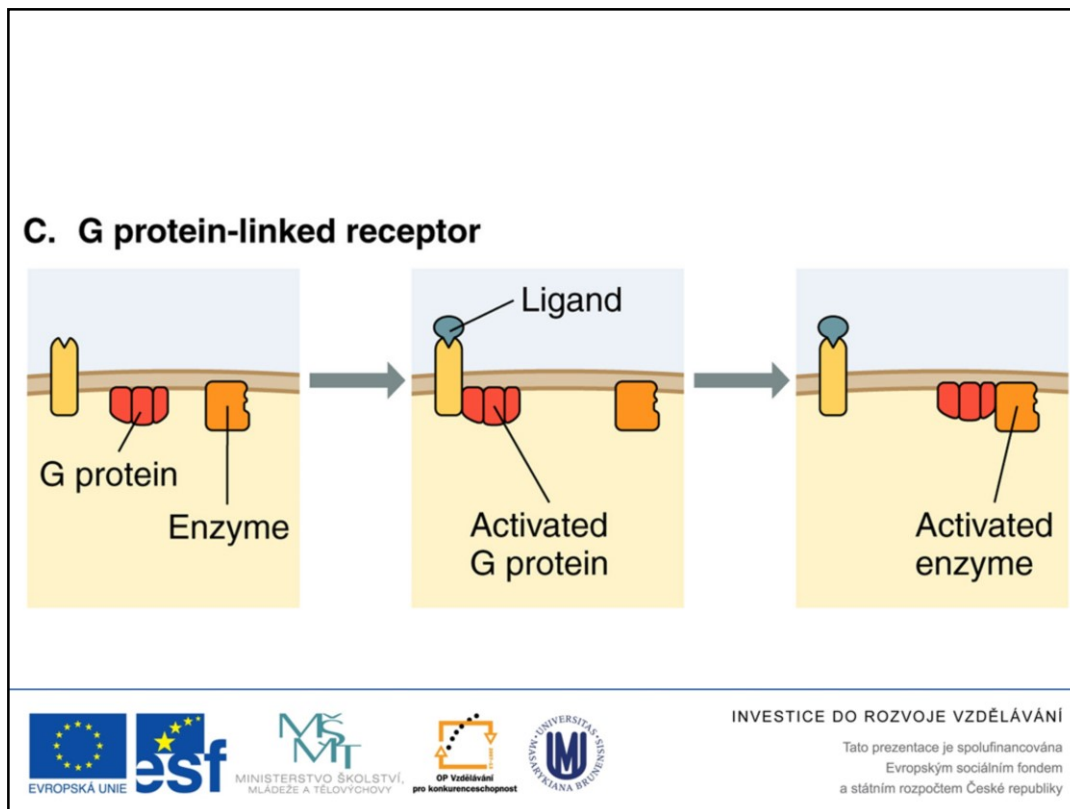 C. G protein-linked receptor
Ligand
G protein
Enzyme
Activated
G protein
Activated
enzyme
EVROPSKÁ UNIE
esf
MŠMT
MINISTERSTVO ŠKOLSTVÍ,
MLÁDEŽE A TĚLOVÝCHOVY
OP Vzdělávání
pro konkurenceschopnost
UNIVERSITAS
MASARYKIANA BRUNENSIS
INVESTICE DO ROZVOJE VZDĚLÁVÁNÍ
Tato prezentace je spolufinancována
Evropským sociálním fondem
a státním rozpočtem České republiky